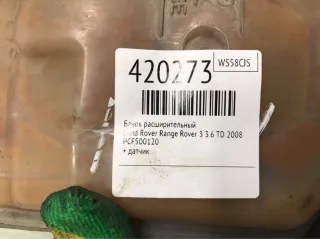 420273
WS58CJS
Бачок расширительный
Land Rover Range Rover 3 3.6 TD 2008
PCF500120
+ датчик